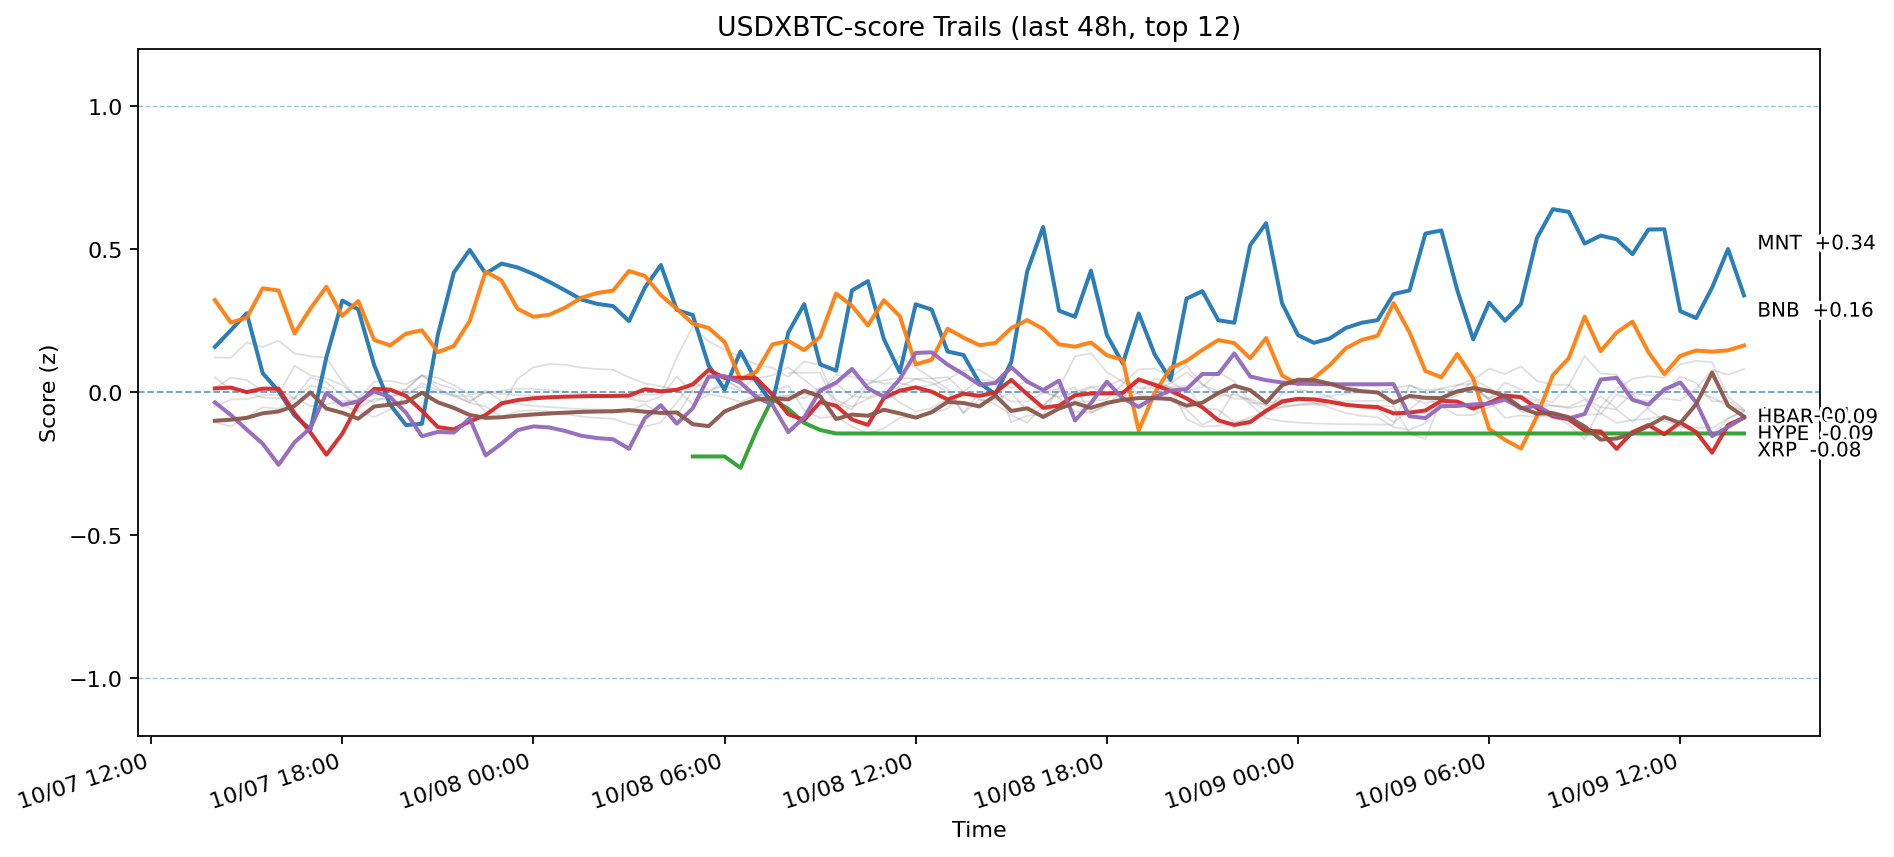 USDXBTC-score Trails (last 48h, top 12)
Score (z)
1.0
0.5
0.0
−0.5
−1.0
MNT +0.34
BNB +0.16
HBAR -0.09
HYPE -0.09
XRP -0.08
10/07 12:00
10/07 18:00
10/08 00:00
10/08 06:00
10/08 12:00
10/08 18:00
10/09 00:00
10/09 06:00
10/09 12:00
Time